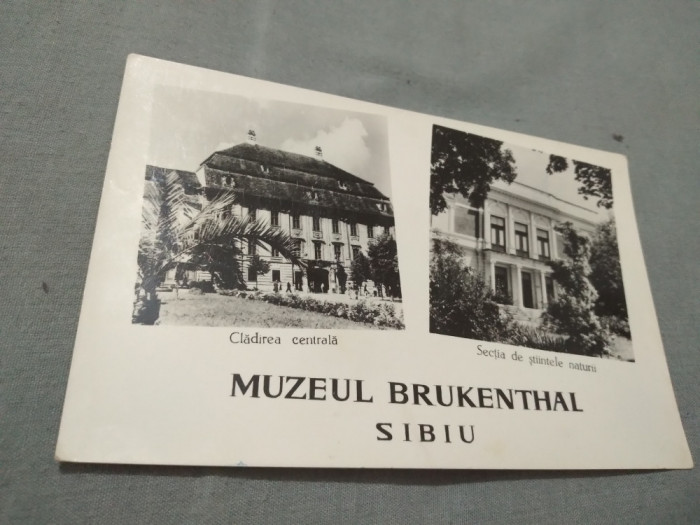 Clădirea centrală
Secția de științele naturii
MUZEUL BRUKENTHAL
SIBIU